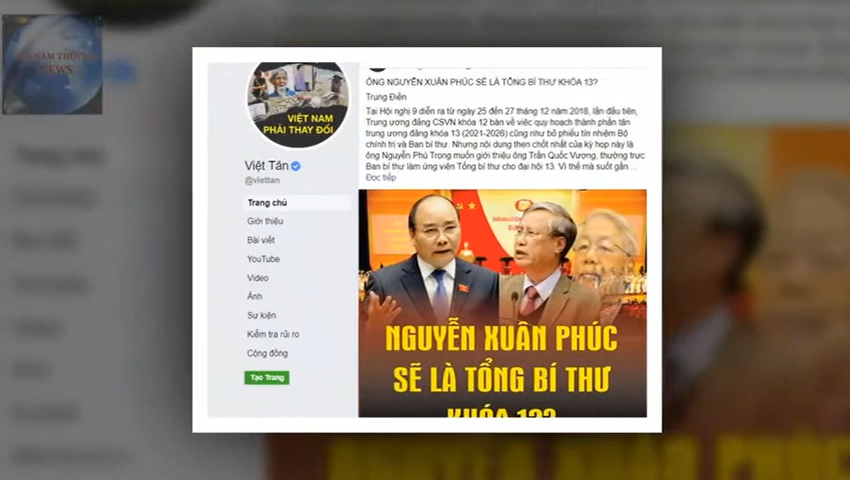 NEWS
VIỆT NAM
PHẢI THAY ĐỔI
Việt Tân
@viettan
Trang chủ
Giới thiệu
Bài viết
YouTube
Video
Ảnh
Sự kiện
Kiểm tra rủi ro
Cộng đồng
Tạo Trang
ÔNG NGUYỄN XUÂN PHÚC SẼ LÀ TỔNG BÍ THƯ KHÓA 13?
Trung Điền
Tại Hội nghị 9 diễn ra từ ngày 25 đến 27 tháng 12 năm 2018, lần đầu tiên,
Trung ương đảng CSVN khóa 12 bàn về việc quy hoạch thành phần tân
trung ương đảng khóa 13 (2021-2026) cũng như bỏ phiếu tín nhiệm Bộ
chính trị và Ban bí thư. Nhưng nội dung then chốt nhất của kỳ họp này là
ông Nguyễn Phú Trọng muốn giới thiệu ông Trần Quốc Vượng, thường trực
Ban bí thư làm ứng viên Tổng bí thư cho đại hội 13. Vì thế mà suốt gần ...
Đọc tiếp
NGUYỄN XUÂN PHÚC
SẼ LÀ TỔNG BÍ THƯ
KHÓA 13?